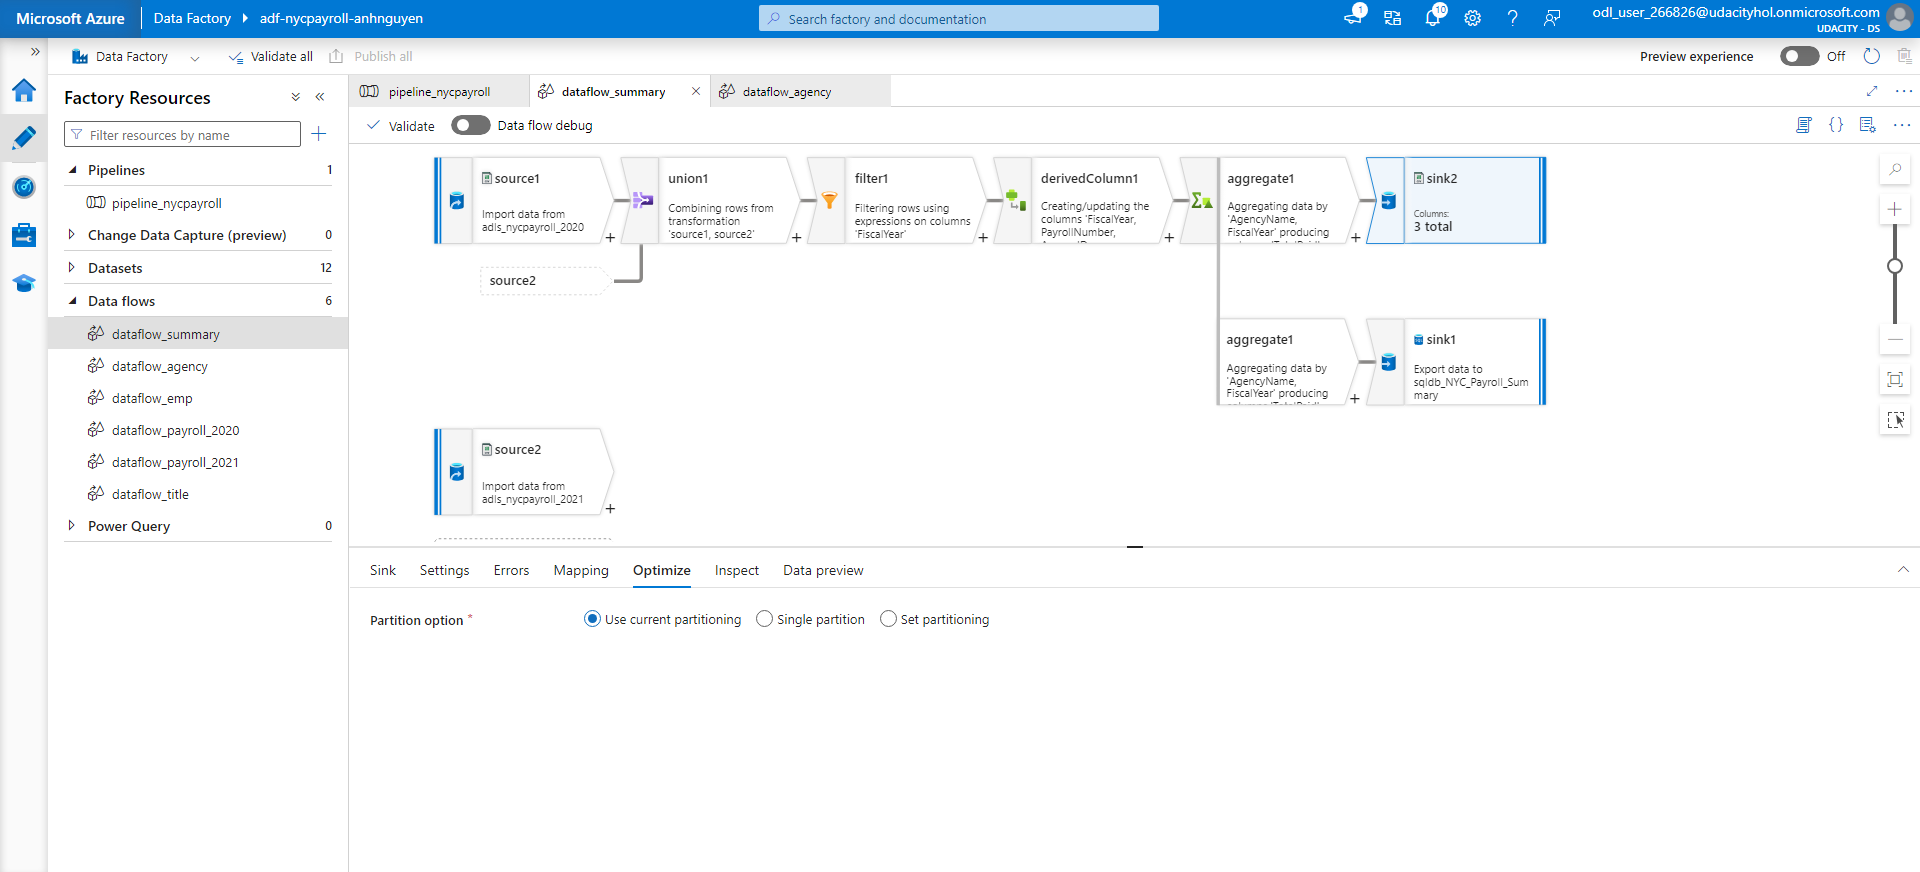 Microsoft Azure
Data Factory
adf-nycpayroll-anhnguyen
Search factory and documentation
1
10
odl_user_266826@udacityhol.onmicrosoft.com
UDACITY - DS
Data Factory
Validate all
Publish all
Preview experience
Off
Factory Resources
Filter resources by name
Pipelines 1
pipeline_nycpayroll
Change Data Capture (preview) 0
Datasets 12
Data flows 6
dataflow_summary
dataflow_agency
dataflow_emp
dataflow_payroll_2020
dataflow_payroll_2021
dataflow_title
Power Query 0
pipeline_nycpayroll
dataflow_summary
dataflow_agency
Validate
Data flow debug
source1
Import data from
adls_nycpayroll_2020
union1
Combining rows from
transformation
'source1, source2'
filter1
Filtering rows using
expressions on columns
'FiscalYear'
derivedColumn1
Creating/updating the
columns 'FiscalYear,
PayrollNumber,
aggregate1
Aggregating data by
'AgencyName,
FiscalYear' producing
sink2
Columns:
3 total
source2
aggregate1
Aggregating data by
'AgencyName,
FiscalYear' producing
sink1
Export data to
sqldb_NYC_Payroll_Sum
mary
source2
Import data from
adls_nycpayroll_2021
Sink
Settings
Errors
Mapping
Optimize
Inspect
Data preview
Partition option *
Use current partitioning
Single partition
Set partitioning